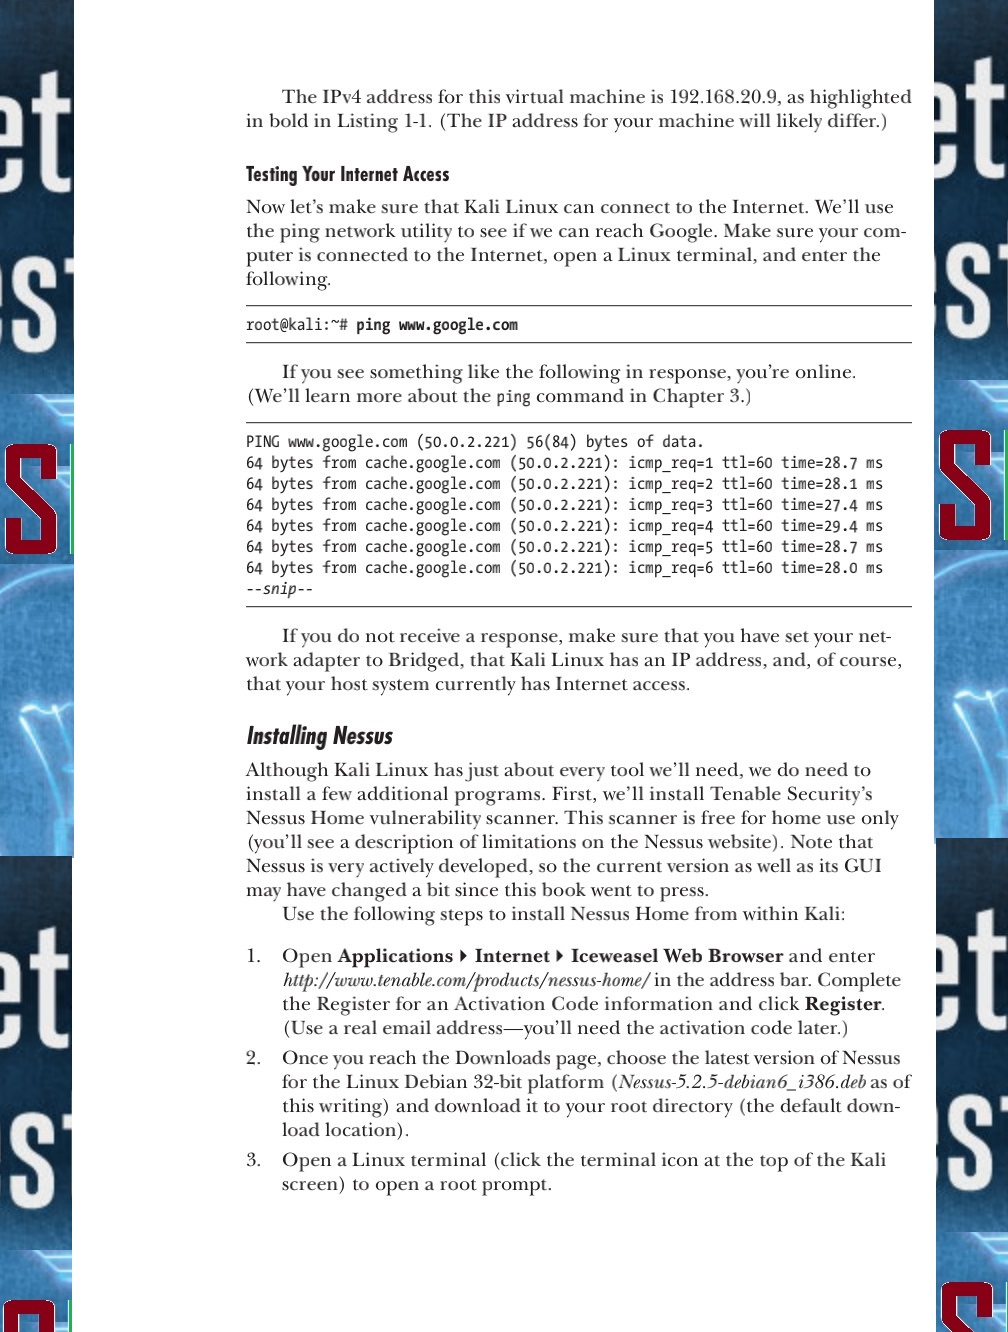 The IPv4 address for this virtual machine is 192.168.20.9, as highlighted
in bold in Listing 1-1. (The IP address for your machine will likely differ.)
Testing Your Internet Access
Now let’s make sure that Kali Linux can connect to the Internet. We’ll use
the ping network utility to see if we can reach Google. Make sure your com-
puter is connected to the Internet, open a Linux terminal, and enter the
following.
root@kali:~# ping www.google.com
If you see something like the following in response, you’re online.
(We’ll learn more about the ping command in Chapter 3.)
PING www.google.com (50.0.2.221) 56(84) bytes of data.
64 bytes from cache.google.com (50.0.2.221): icmp_req=1 ttl=60 time=28.7 ms
64 bytes from cache.google.com (50.0.2.221): icmp_req=2 ttl=60 time=28.1 ms
64 bytes from cache.google.com (50.0.2.221): icmp_req=3 ttl=60 time=27.4 ms
64 bytes from cache.google.com (50.0.2.221): icmp_req=4 ttl=60 time=29.4 ms
64 bytes from cache.google.com (50.0.2.221): icmp_req=5 ttl=60 time=28.7 ms
64 bytes from cache.google.com (50.0.2.221): icmp_req=6 ttl=60 time=28.0 ms
--snip--
If you do not receive a response, make sure that you have set your net-
work adapter to Bridged, that Kali Linux has an IP address, and, of course,
that your host system currently has Internet access.
Installing Nessus
Although Kali Linux has just about every tool we’ll need, we do need to
install a few additional programs. First, we’ll install Tenable Security’s
Nessus Home vulnerability scanner. This scanner is free for home use only
(you’ll see a description of limitations on the Nessus website). Note that
Nessus is very actively developed, so the current version as well as its GUI
may have changed a bit since this book went to press.
Use the following steps to install Nessus Home from within Kali:
1. Open Applications ▸ Internet ▸ Iceweasel Web Browser and enter
http://www.tenable.com/products/nessus-home/ in the address bar. Complete
the Register for an Activation Code information and click Register.
(Use a real email address—you’ll need the activation code later.)
2. Once you reach the Downloads page, choose the latest version of Nessus
for the Linux Debian 32-bit platform (Nessus-5.2.5-debian6_i386.deb as of
this writing) and download it to your root directory (the default down-
load location).
3. Open a Linux terminal (click the terminal icon at the top of the Kali
screen) to open a root prompt.